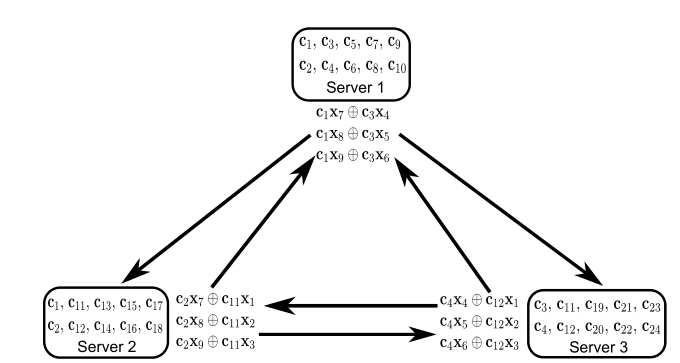 c₁, c₃, c₅, c₇, c₉
c₂, c₄, c₆, c₈, c₁₀
Server 1
c₁x₇ ⊕ c₃x₄
c₁x₈ ⊕ c₃x₅
c₁x₉ ⊕ c₃x₆
c₁, c₁₁, c₁₃, c₁₅, c₁₇
c₂, c₁₂, c₁₄, c₁₆, c₁₈
Server 2
c₂x₇ ⊕ c₁₁x₁
c₂x₈ ⊕ c₁₁x₂
c₂x₉ ⊕ c₁₁x₃
c₄x₄ ⊕ c₁₂x₁
c₄x₅ ⊕ c₁₂x₂
c₄x₆ ⊕ c₁₂x₃
c₃, c₁₁, c₁₉, c₂₁, c₂₃
c₄, c₁₂, c₂₀, c₂₂, c₂₄
Server 3